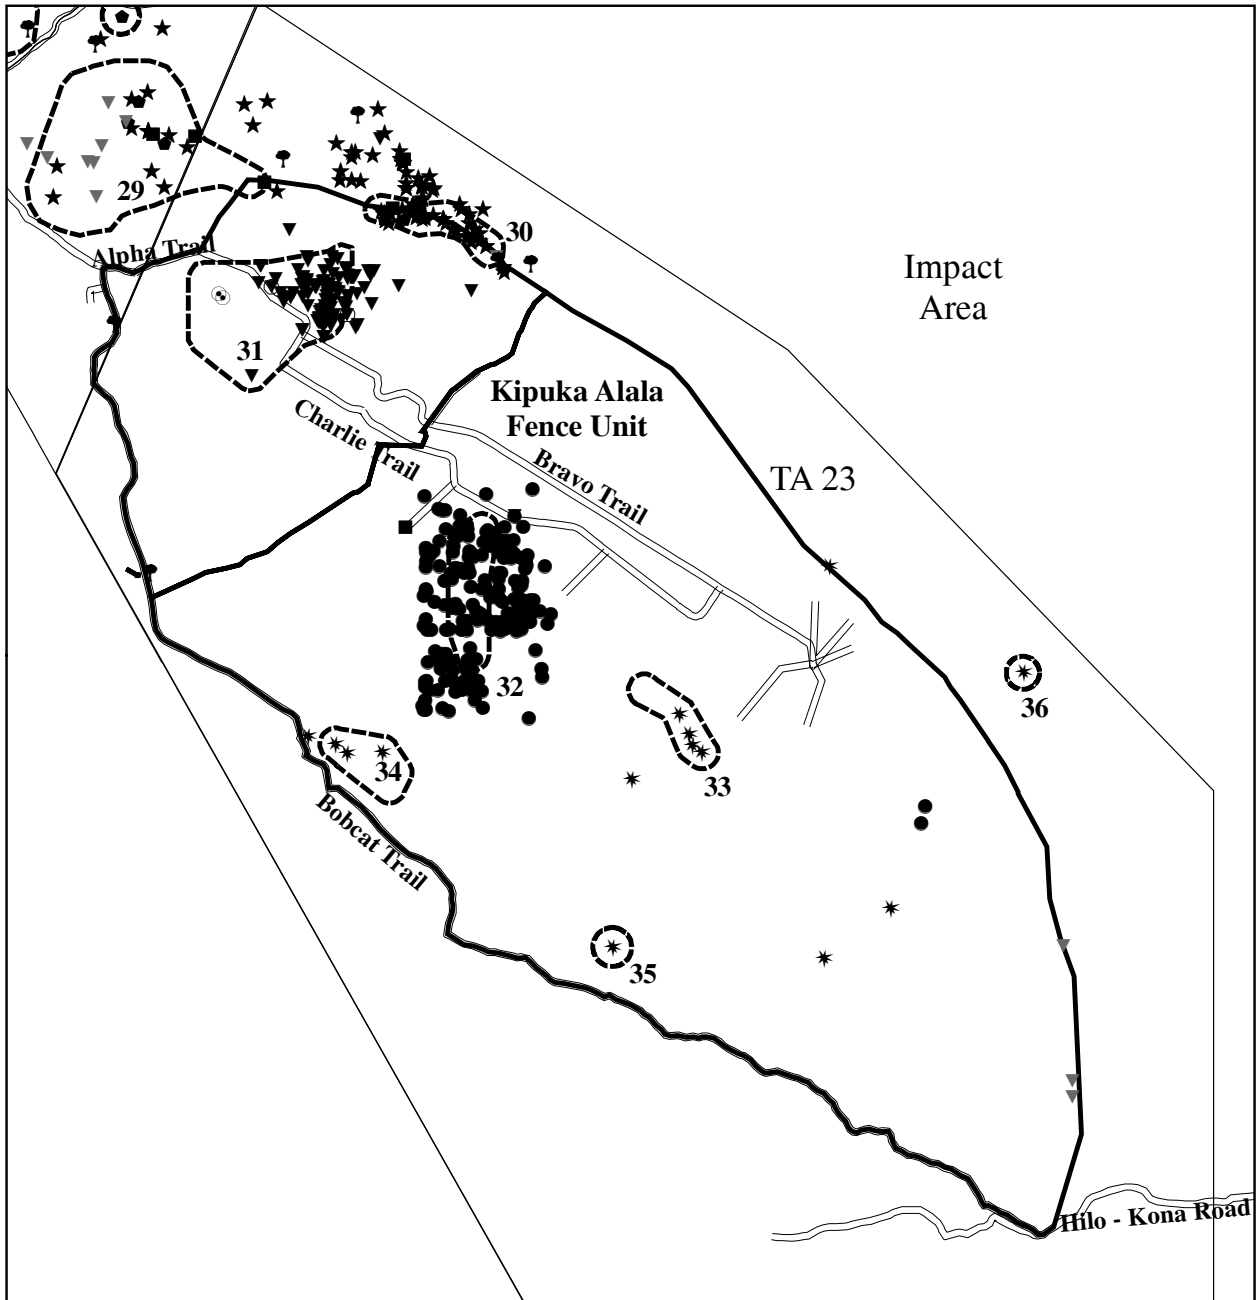 29
30
Alpha Trail
Impact
Area
31
Kipuka Alala
Fence Unit
Charlie Trail
Bravo Trail
TA 23
32
36
34
33
Bobcat Trail
35
Hilo - Kona Road